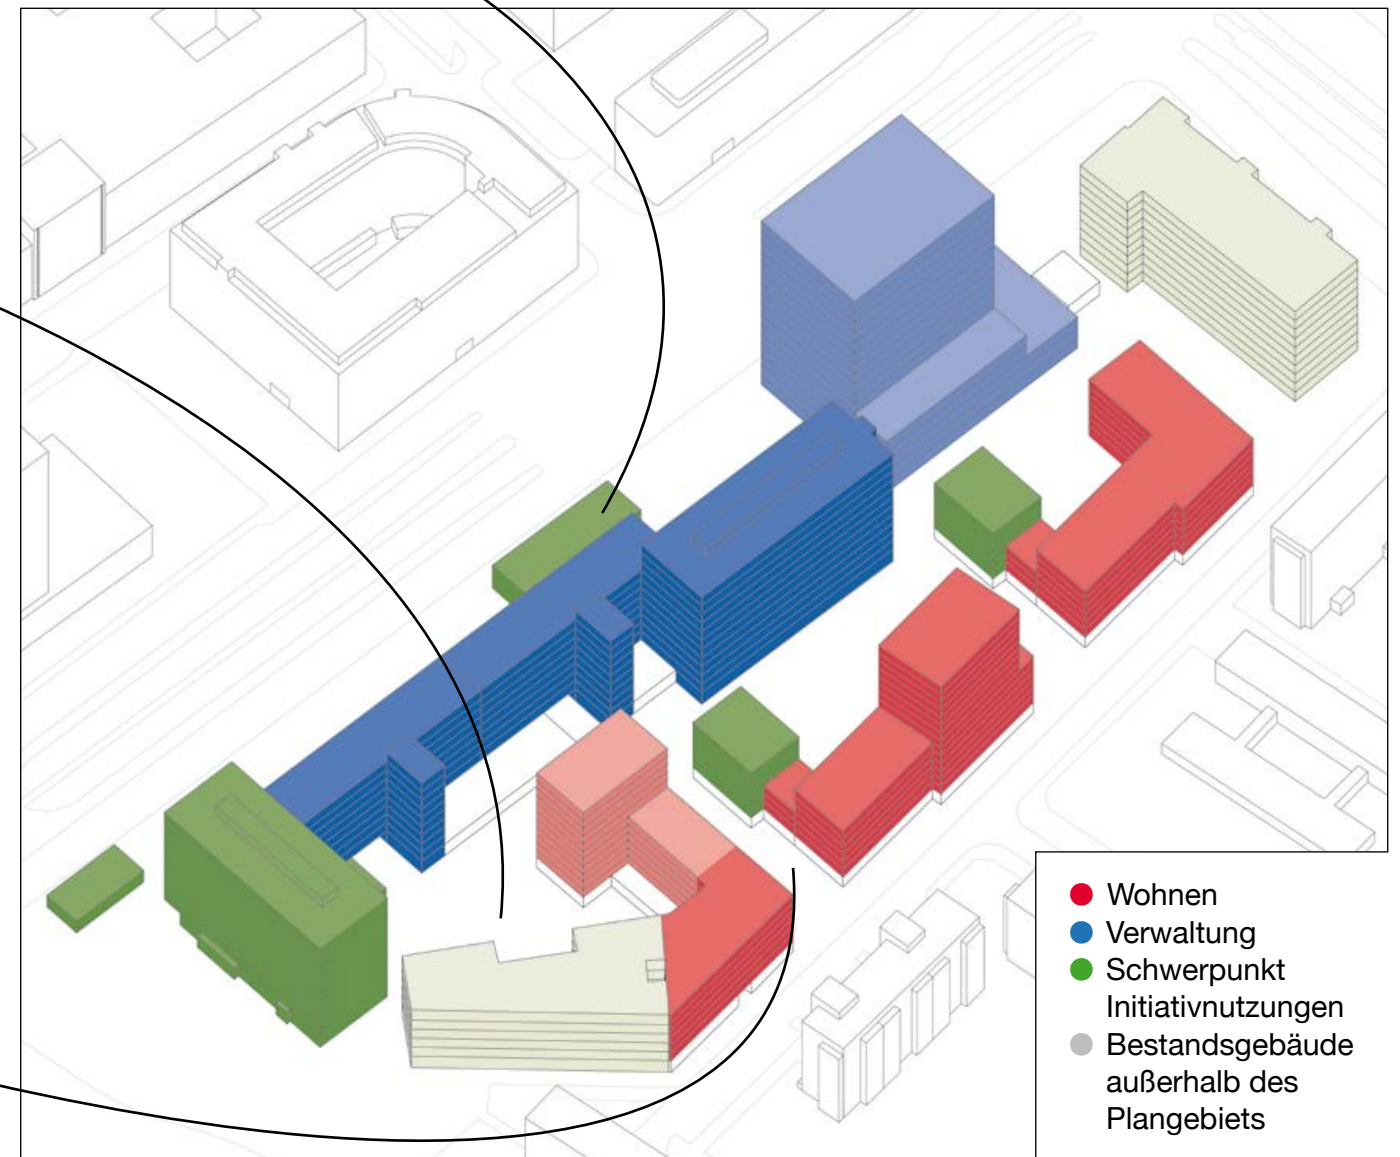 Wohnen
Verwaltung
Schwerpunkt
Initiativnutzungen
Bestandsgebäude
außerhalb des
Plangebiets